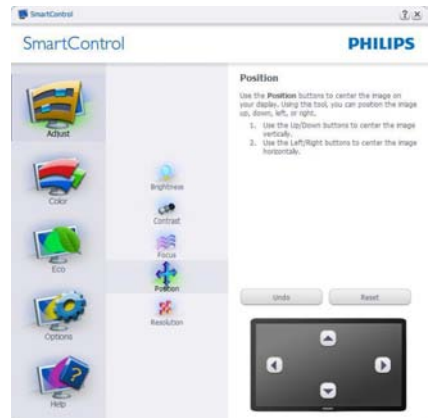 SmartControl
SmartControl
PHILIPS
Adjust
Color
Eco
Options
Help
Brightness
Contrast
Focus
Position
Resolution
Position
Use the Position buttons to center the image on
your display. Using the tool, you can position the image
up, down, left, or right.
1. Use the Up/Down buttons to center the image
vertically.
2. Use the Left/Right buttons to center the image
horizontally.
Undo
Reset